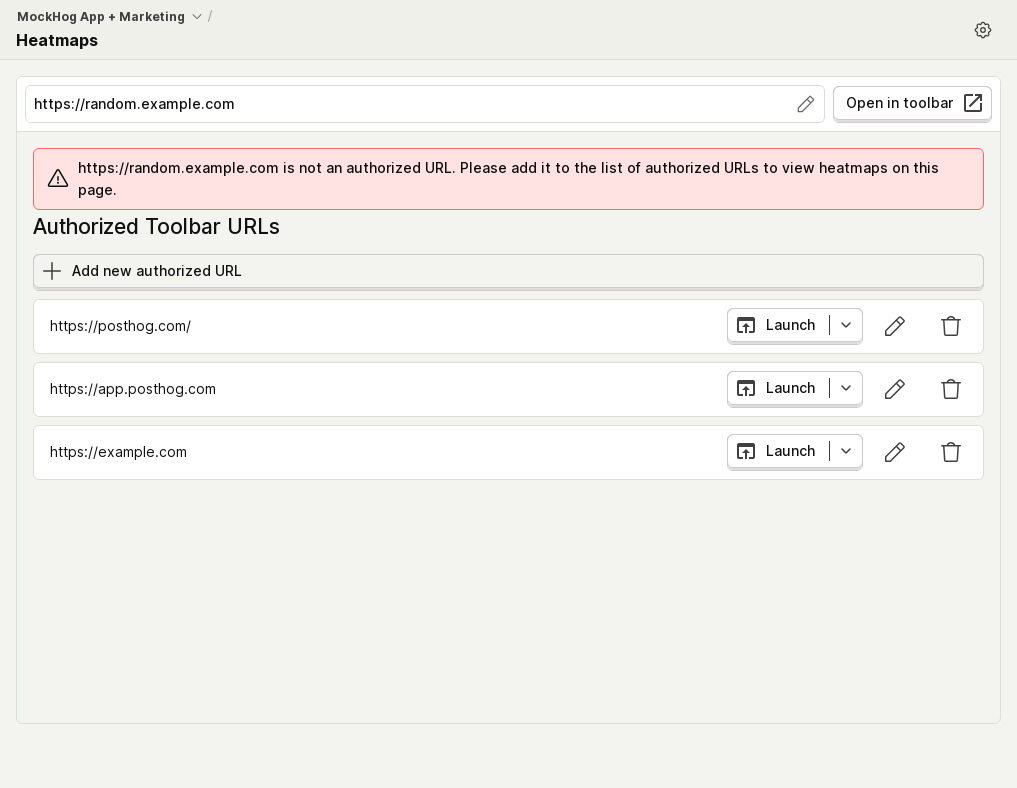 MockHog App + Marketing /
Heatmaps
https://random.example.com
Open in toolbar
https://random.example.com is not an authorized URL. Please add it to the list of authorized URLs to view heatmaps on this
page.
Authorized Toolbar URLs
Add new authorized URL
https://posthog.com/
Launch
https://app.posthog.com
Launch
https://example.com
Launch